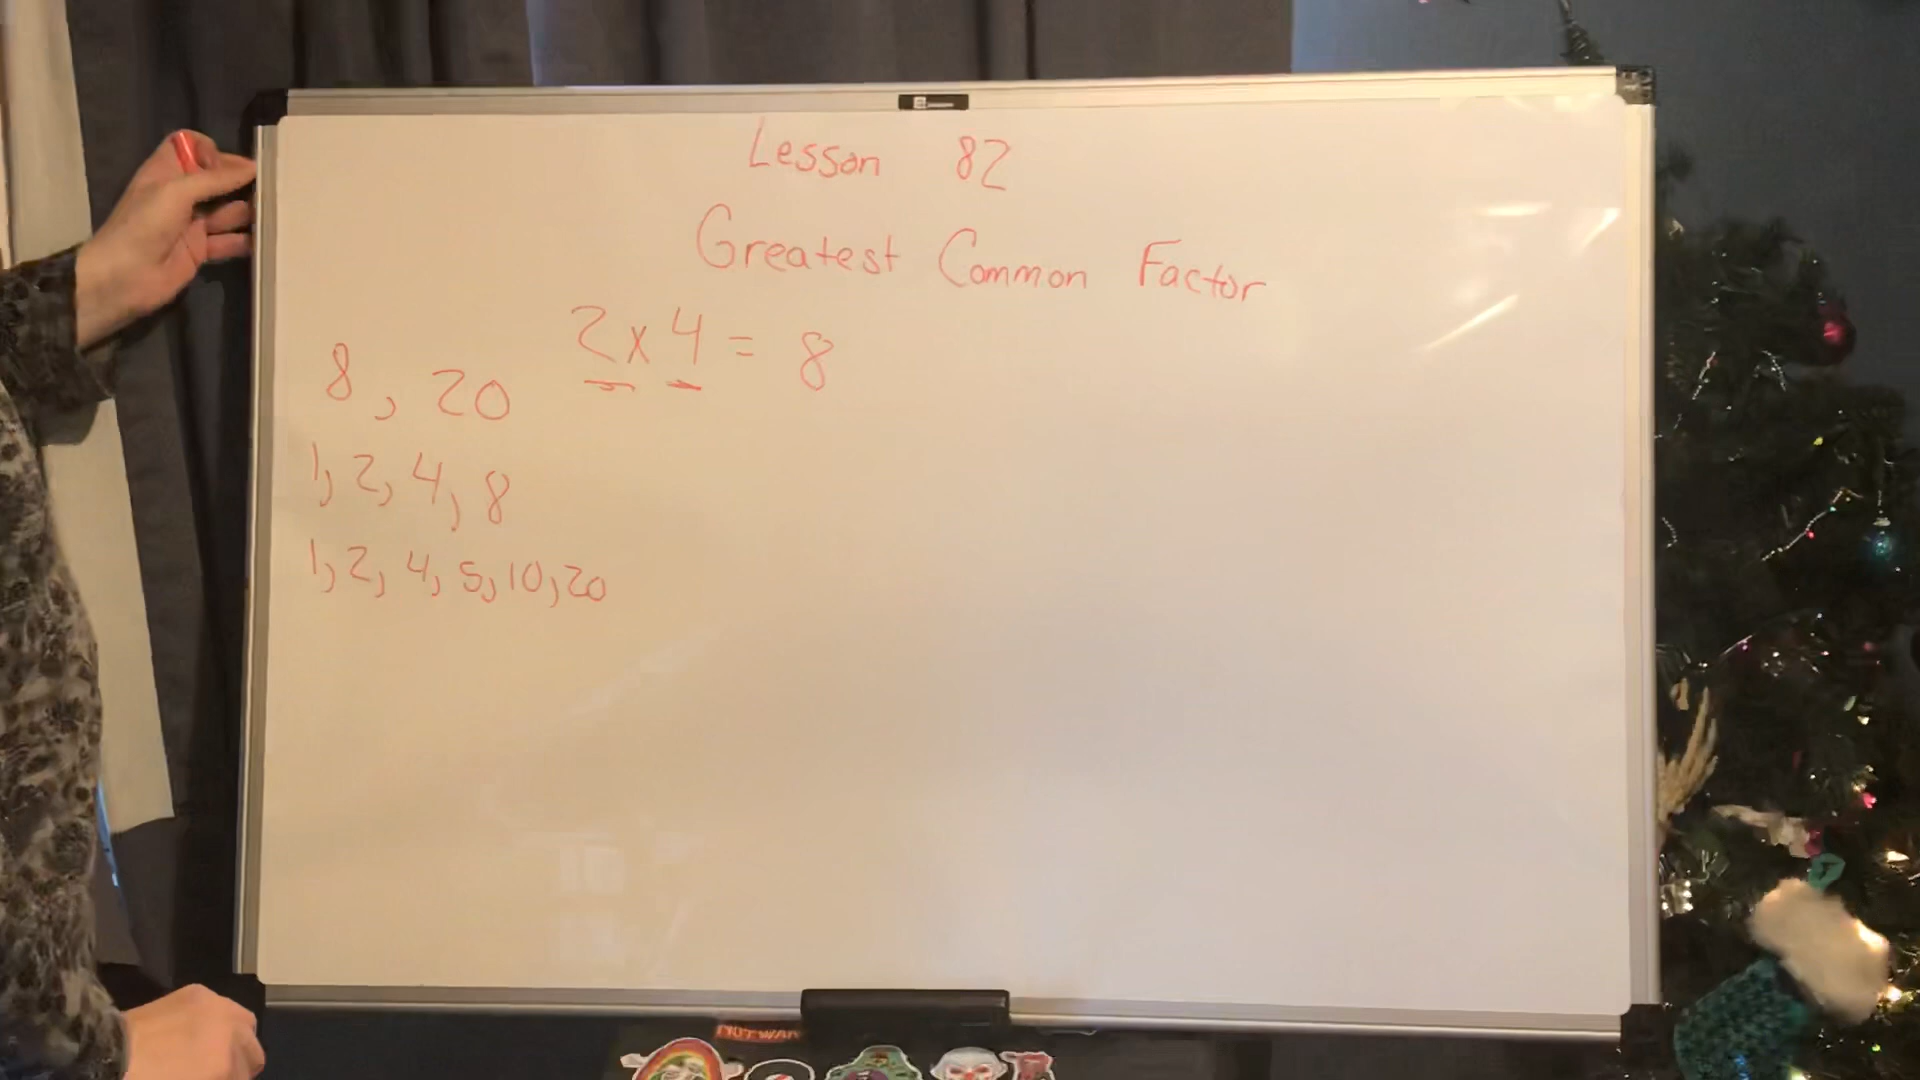 Lesson 82
Greatest Common Factor
2 x 4 = 8
8, 20
1, 2, 4, 8
1, 2, 4, 5, 10, 20